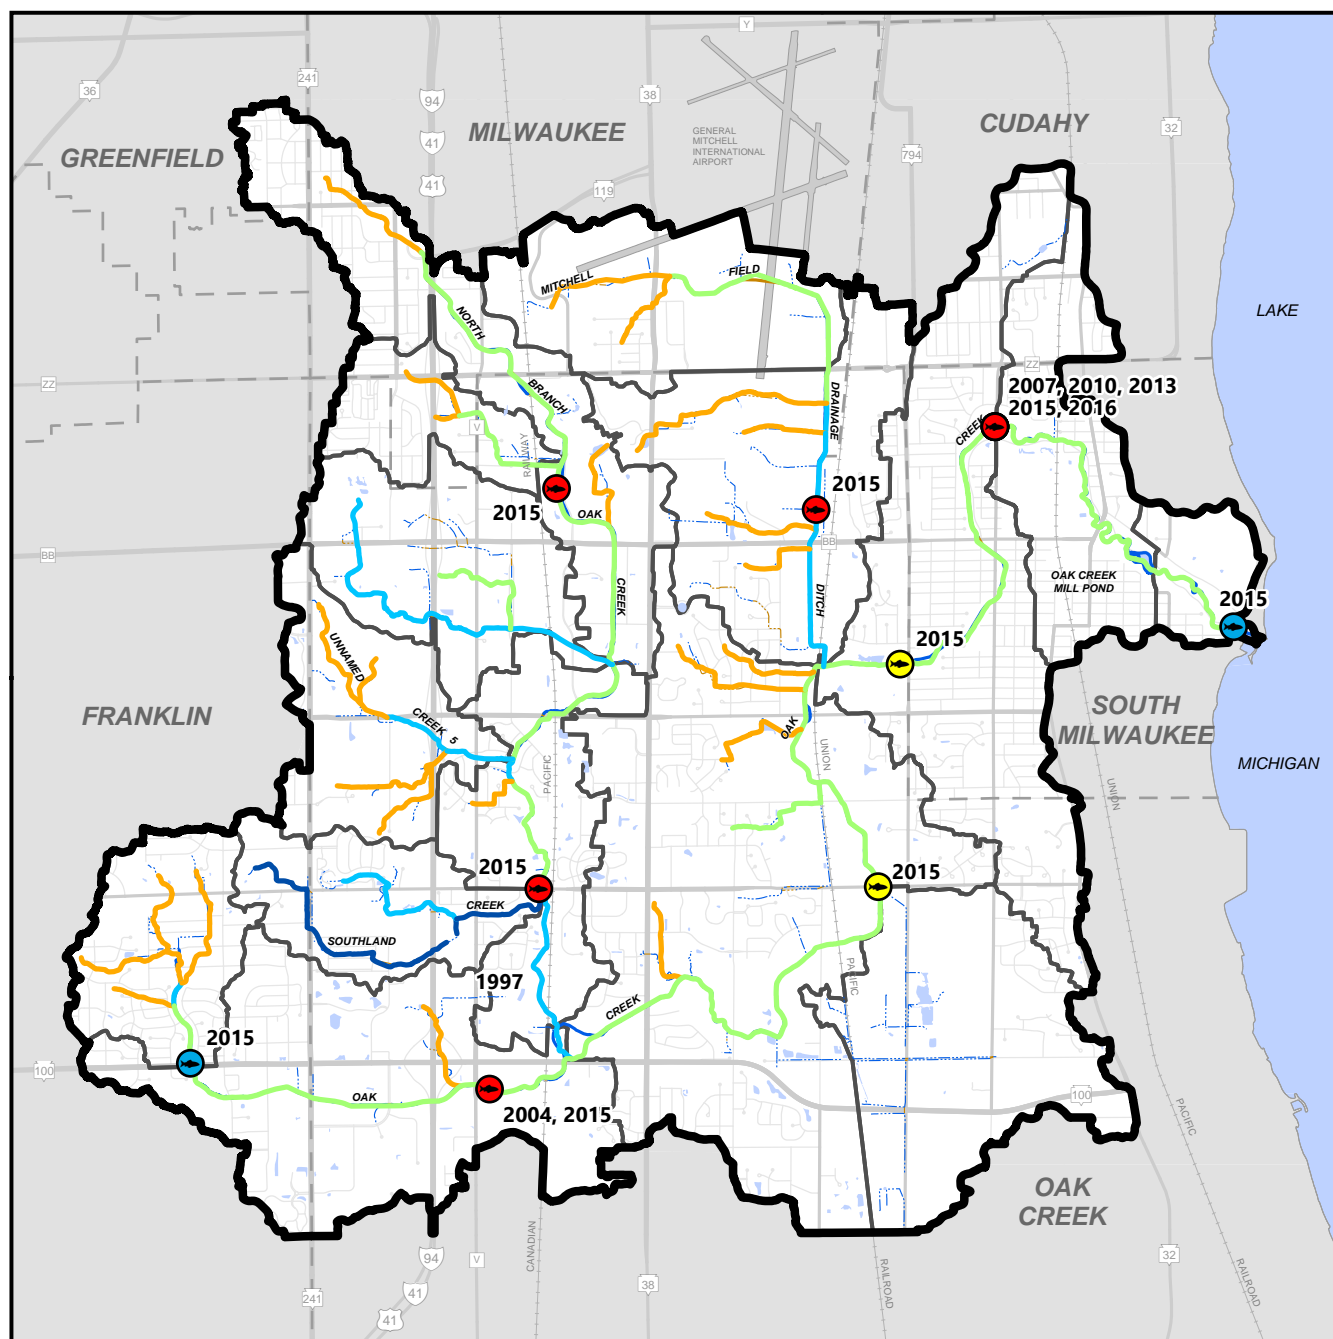 Y
241
36
94
38
MILWAUKEE
CUDAHY
GENERAL
MITCHELL
INTERNATIONAL
AIRPORT
32
41
GREENFIELD
794
41
119
MITCHELL
FIELD
LAKE
NORTH
ZZ
ZZ
2007, 2010, 2013
2015, 2016
BRANCH
DRAINAGE
CREEK
V
RAILWAY
2015
2015
OAK
BB
BB
OAK CREEK
MILL POND
DITCH
CREEK
2015
2015
UNNAMED
FRANKLIN
SOUTH
MILWAUKEE
CREEK 5
OAK
UNION
PACIFIC
MICHIGAN
UNION
2015
2015
CREEK
SOUTHLAND
1997
PACIFIC
CREEK
2015
100
OAK
2004, 2015
100
PACIFIC
OAK
CREEK
CANADIAN
94
V
32
41
38
RAILROAD
RAILROAD
241
41